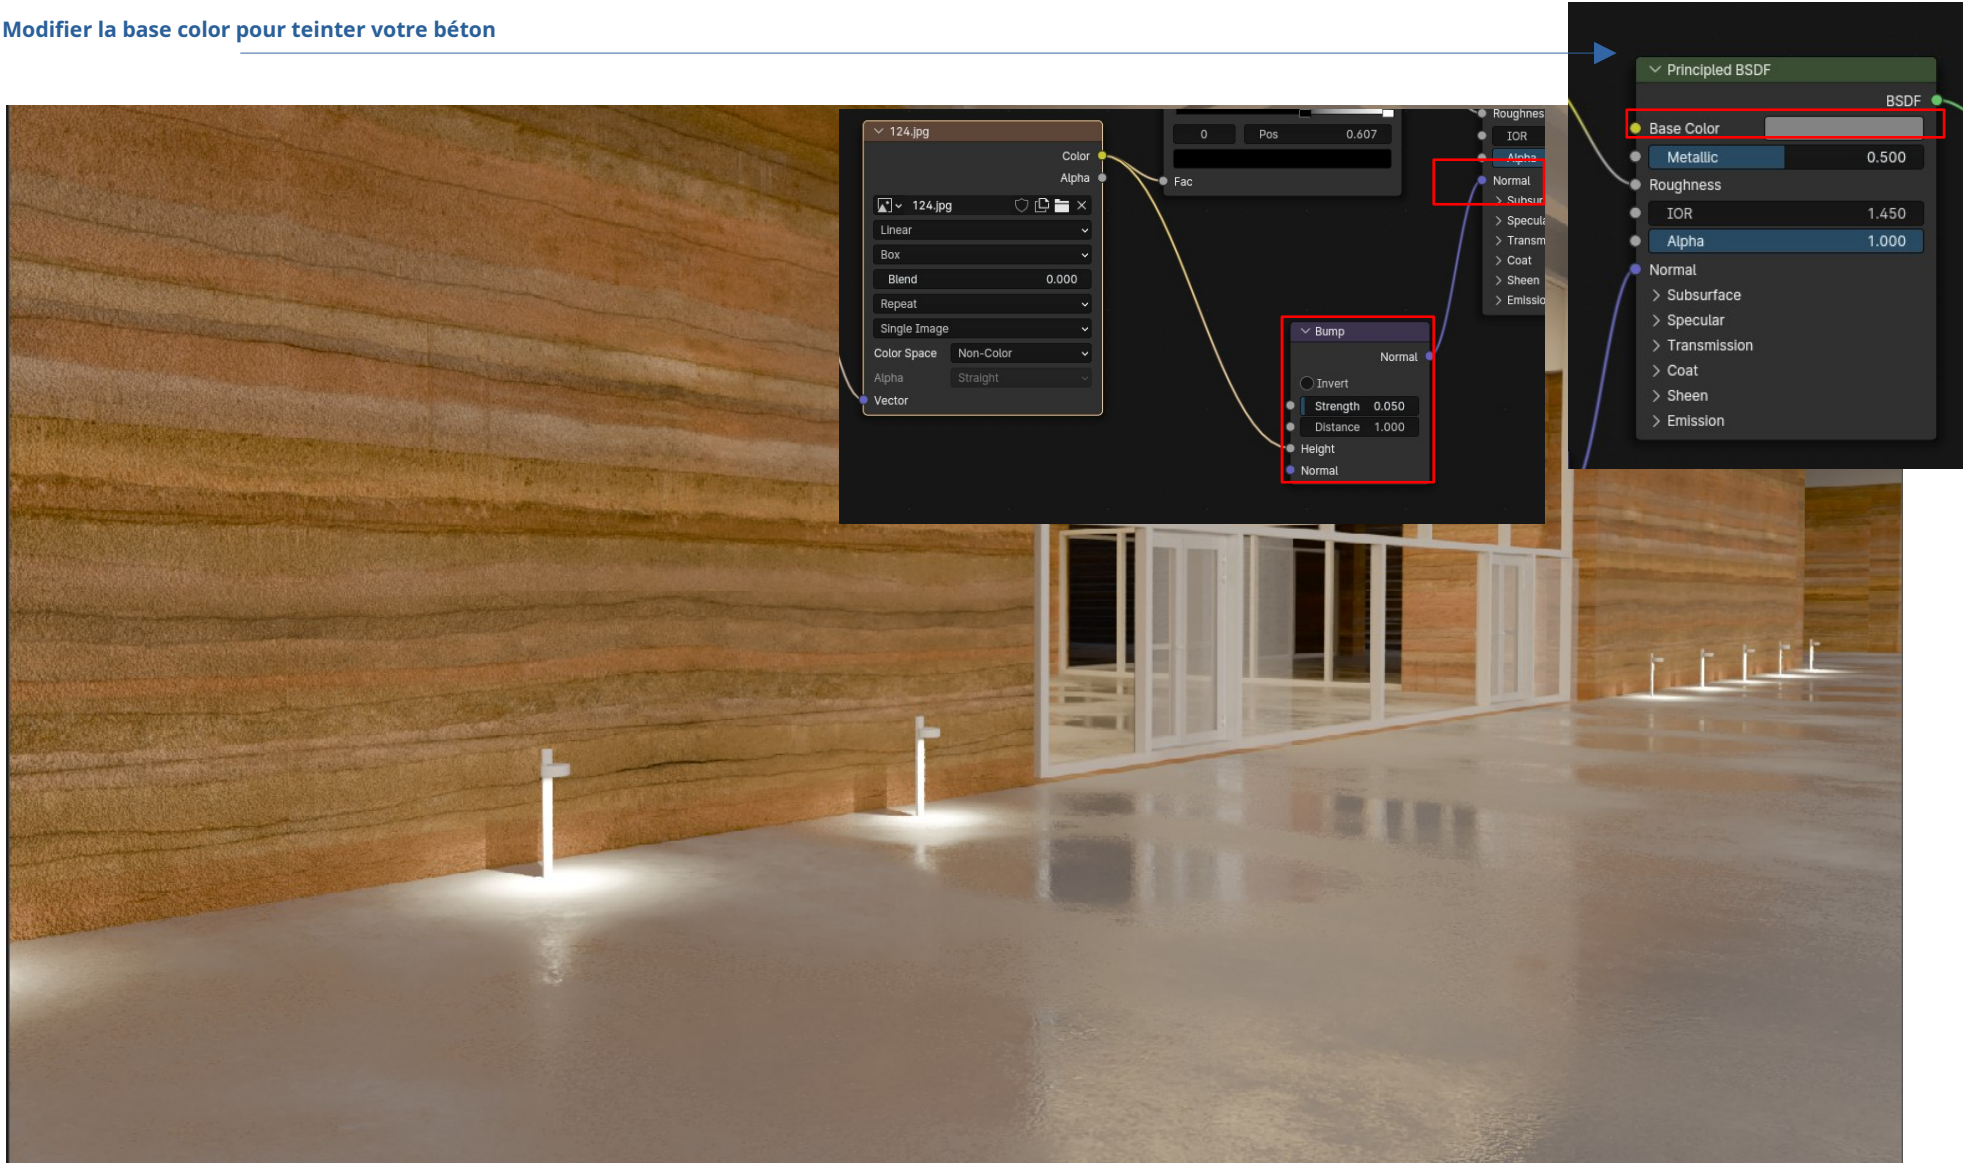 Modifier la base color pour teinter votre béton
124.jpg
Color
Alpha
124.jpg
Linear
Box
Blend 0.000
Repeat
Single Image
Color Space Non-Color
Alpha Straight
Vector
0 Pos 0.607
Fac
Roughnes
IOR
Alpha
Normal
Subsur
Specula
Transm
Coat
Sheen
Emissio
Bump
Normal
Invert
Strength 0.050
Distance 1.000
Height
Normal
Principled BSDF
BSDF
Base Color
Metallic 0.500
Roughness
IOR 1.450
Alpha 1.000
Normal
Subsurface
Specular
Transmission
Coat
Sheen
Emission